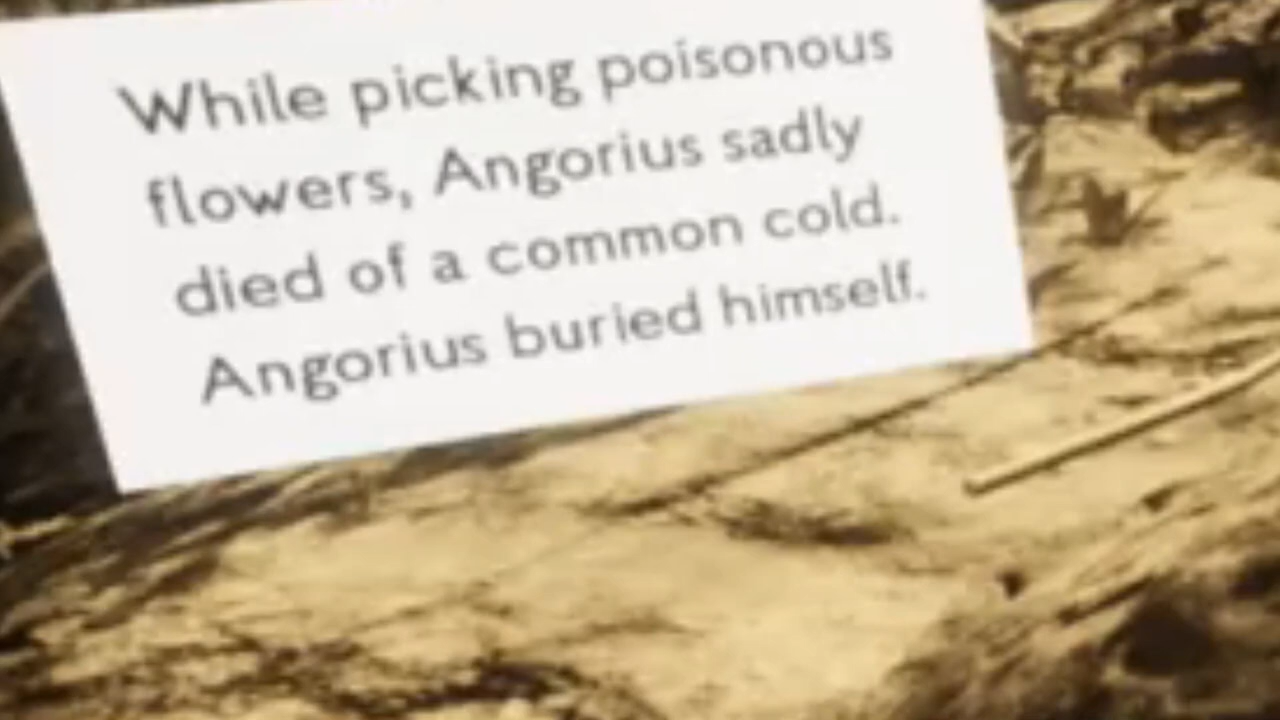 While picking poisonous
flowers, Angorius sadly
died of a common cold.
Angorius buried himself.